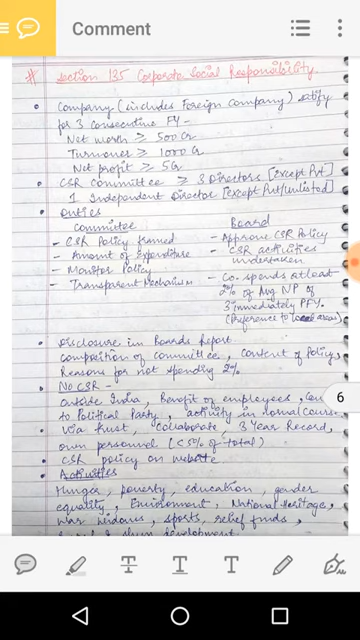 Comment
# Section 135 Corporate Social Responsibility
• Company (includes Foreign Company) satisfy
for 3 Consecutive FY-
Net worth ≥ 500 Cr
Turnover ≥ 1000 Cr
Net profit ≥ 5 Cr
• CSR Committee ≥ 3 Directors [Except Pvt]
1 Independent Director [except Pvt/unlisted]
• Duties
Committee Board
- CSR Policy framed - Approve CSR Policy
- Amount of Expenditure - CSR activities undertaken
- Monitor Policy - Co. spends atleast
- Transparent Mechanism 2% of Avg NP of
3 immediately PFY.
(Preference to local areas)
• Disclosure in Boards Report
Composition of committee, content of Policy,
Reasons for not spending 2%
• No CSR -
Outside India, Benefit of employees,
to Political Party, activity in normal course
• Via trust, collaborate, 3 Year Record,
own personnel (<5% of total)
• CSR policy on website
• Activities
Hunger, poverty, education, gender
equality, Enviroment, National Heritage,
War Widows, sports, relief funds,
development
6
T T T